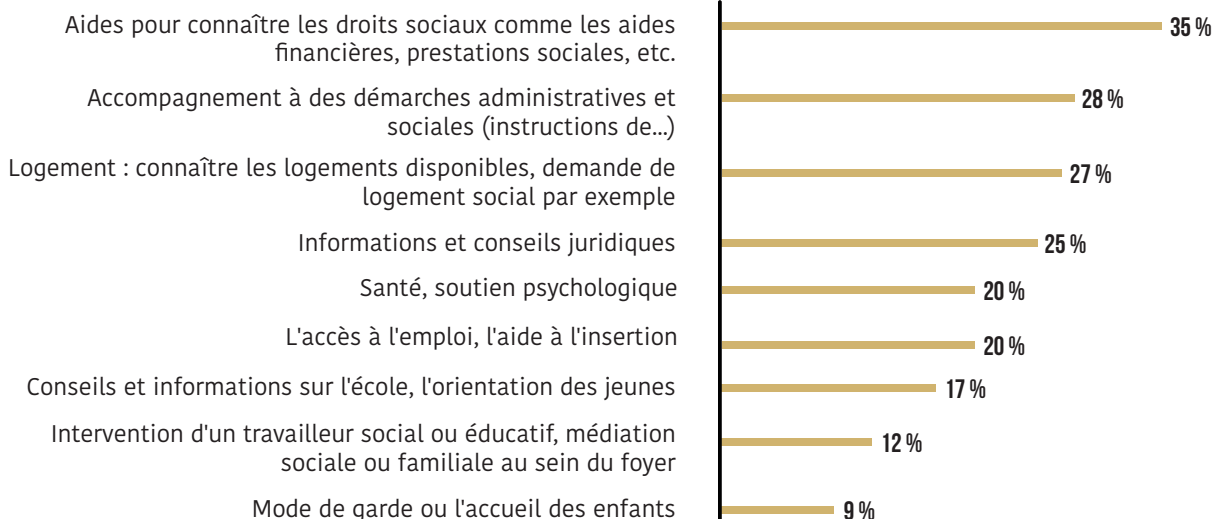 Aides pour connaître les droits sociaux comme les aides
financières, prestations sociales, etc.
35 %
Accompagnement à des démarches administratives et
sociales (instructions de...)
28 %
Logement : connaître les logements disponibles, demande de
logement social par exemple
27 %
Informations et conseils juridiques
25 %
Santé, soutien psychologique
20 %
L'accès à l'emploi, l'aide à l'insertion
20 %
Conseils et informations sur l'école, l'orientation des jeunes
17 %
Intervention d'un travailleur social ou éducatif, médiation
sociale ou familiale au sein du foyer
12 %
Mode de garde ou l'accueil des enfants
9 %